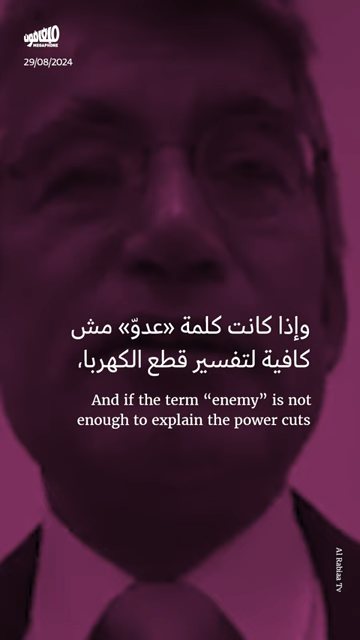 ميغافون
MEGAPHONE
29/08/2024
وإذا كانت كلمة «عدوّ» مش
كافية لتفسير قطع الكهربا،
And if the term “enemy” is not
enough to explain the power cuts
Al Rabiaa Tv